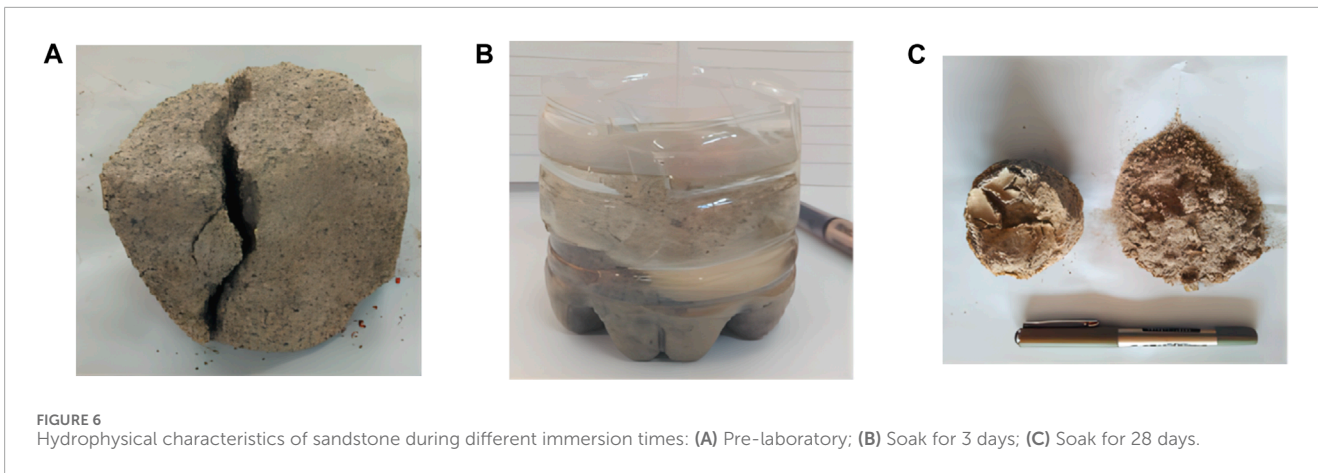 A
B
C
FIGURE 6
Hydrophysical characteristics of sandstone during different immersion times: (A) Pre-laboratory; (B) Soak for 3 days; (C) Soak for 28 days.